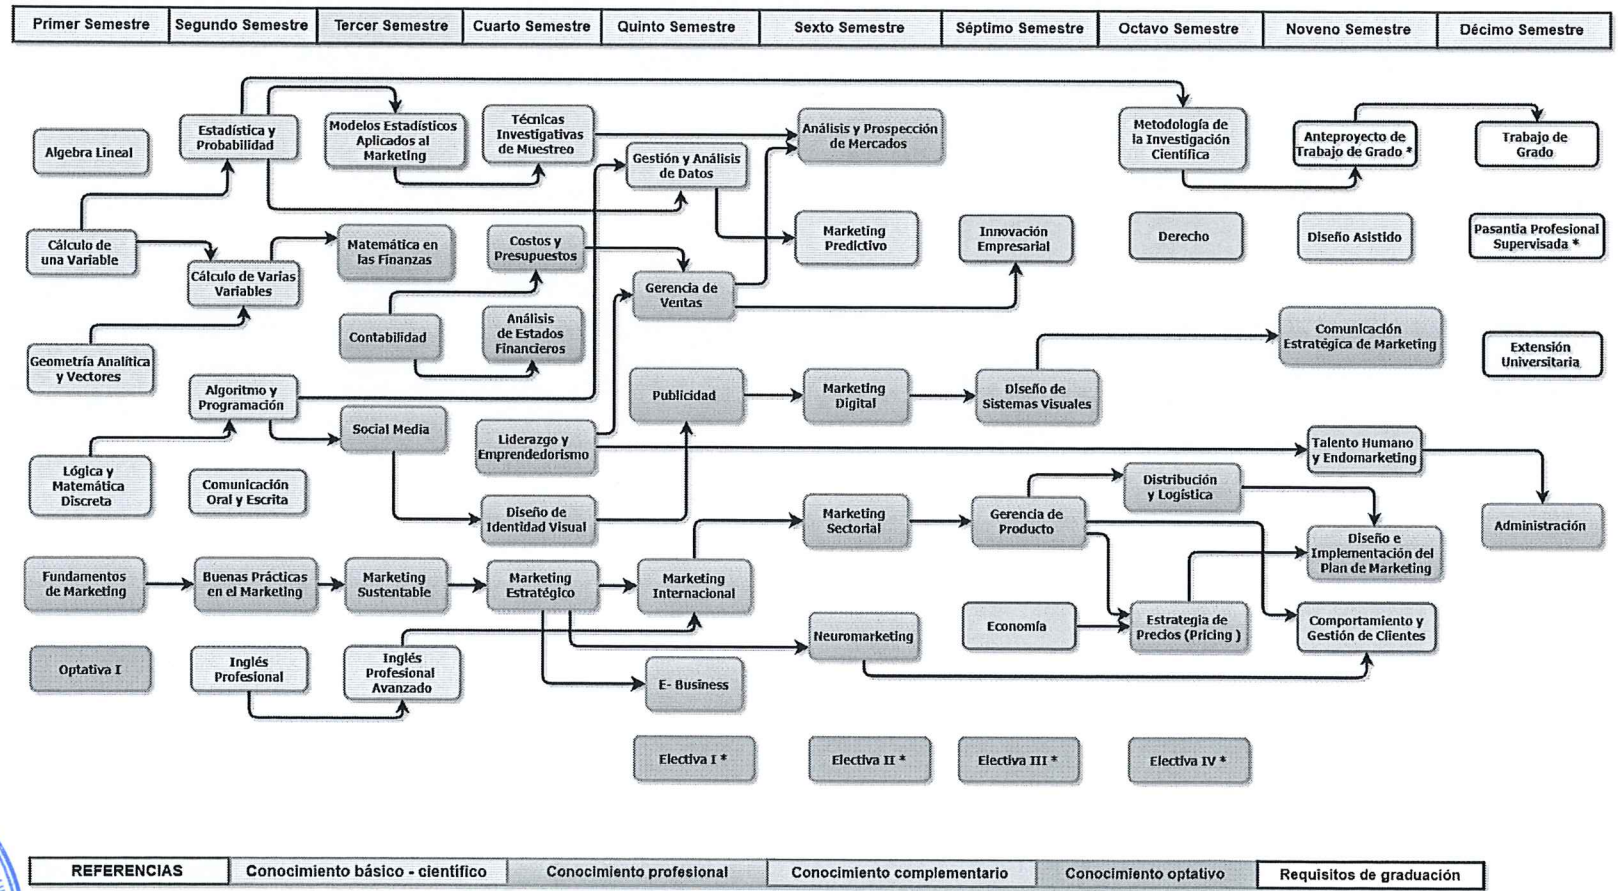 Primer Semestre
Segundo Semestre
Tercer Semestre
Cuarto Semestre
Quinto Semestre
Sexto Semestre
Séptimo Semestre
Octavo Semestre
Noveno Semestre
Décimo Semestre
Algebra Lineal
Cálculo de
una Variable
Geometría Analítica
y Vectores
Lógica y
Matemática
Discreta
Fundamentos
de Marketing
Optativa I
Estadística y
Probabilidad
Cálculo de Varias
Variables
Algoritmo y
Programación
Comunicación
Oral y Escrita
Buenas Prácticas
en el Marketing
Inglés
Profesional
Modelos Estadísticos
Aplicados al
Marketing
Matemática en
las Finanzas
Contabilidad
Social Media
Marketing
Sustentable
Inglés
Profesional
Avanzado
Técnicas
Investigativas
de Muestreo
Costos y
Presupuestos
Análisis
de Estados
Financieros
Liderazgo y
Emprendedorismo
Diseño de
Identidad Visual
Marketing
Estratégico
Gestión y Análisis
de Datos
Gerencia de
Ventas
Publicidad
Marketing
Internacional
E- Business
Electiva I *
Análisis y Prospección
de Mercados
Marketing
Predictivo
Marketing
Digital
Marketing
Sectorial
Neuromarketing
Electiva II *
Innovación
Empresarial
Diseño de
Sistemas Visuales
Gerencia de
Producto
Economía
Electiva III *
Metodología de
la Investigación
Científica
Derecho
Distribución
y Logística
Estrategia de
Precios (Pricing )
Electiva IV *
Anteproyecto de
Trabajo de Grado *
Diseño Asistido
Comunicación
Estratégica de Marketing
Talento Humano
y Endomarketing
Diseño e
Implementación del
Plan de Marketing
Comportamiento y
Gestión de Clientes
Trabajo de
Grado
Pasantia Profesional
Supervisada *
Extensión
Universitaria
Administración
REFERENCIAS
Conocimiento básico - científico
Conocimiento profesional
Conocimiento complementario
Conocimiento optativo
Requisitos de graduación